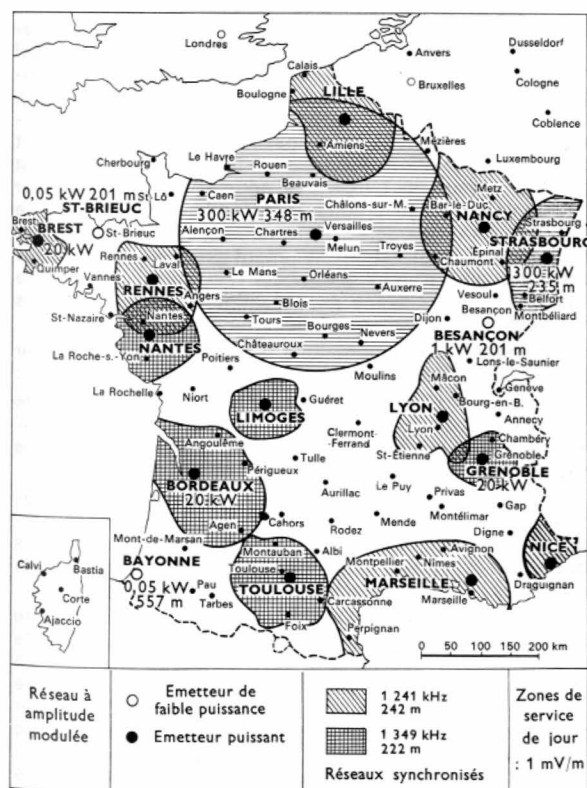 Londres
Dusseldorf
Anvers
Calais
Cologne
Boulogne
LILLE
Bruxelles
Coblence
Amiens
Mézières
Cherbourg
Le Havre
Rouen
Luxembourg
Beauvais
Metz
0,05 kW 201 m
St-Lô
Caen
PARIS
Châlons-sur-M.
Bar-le-Duc
NANCY
ST-BRIEUC
300 kW 348 m
Versailles
Strasbourg
Brest
BREST
St-Brieuc
Alençon
Chartres
Melun
Troyes
Épinal
STRASBOURG
20 kW
Rennes
Laval
Chaumont
300 kW
Quimper
Le Mans
Orléans
235 m
Vannes
RENNES
Auxerre
Vesoul
Belfort
Angers
Blois
Besançon
Montbéliard
St-Nazaire
Nantes
Tours
Bourges
Dijon
BESANÇON
NANTES
Nevers
1 kW 201 m
La Roche-s.-Yon
Poitiers
Châteauroux
Lons-le-Saunier
Moulins
Mâcon
Genève
La Rochelle
Niort
Guéret
LYON
Bourg-en-B.
LIMOGES
Annecy
Angoulême
Clermont-
Ferrand
Lyon
Chambéry
Tulle
St-Étienne
Grenoble
Périgueux
GRENOBLE
BORDEAUX
Le Puy
20 kW
20 kW
Aurillac
Privas
Agen
Cahors
Mende
Montélimar
Gap
Rodez
Digne
Mont-de-Marsan
Montauban
Albi
Avignon
NICE
BAYONNE
Toulouse
Montpellier
Nîmes
Calvi
Bastia
0,05 kW
Pau
TOULOUSE
MARSEILLE
Draguignan
557 m
Tarbes
Carcassonne
Marseille
Corte
Foix
Ajaccio
Perpignan
0 50 100 150 200 km
Réseau à
amplitude
modulée
Emetteur de
faible puissance
Emetteur puissant
1 241 kHz
242 m
1 349 kHz
222 m
Réseaux synchronisés
Zones de
service
de jour
: 1 mV/m